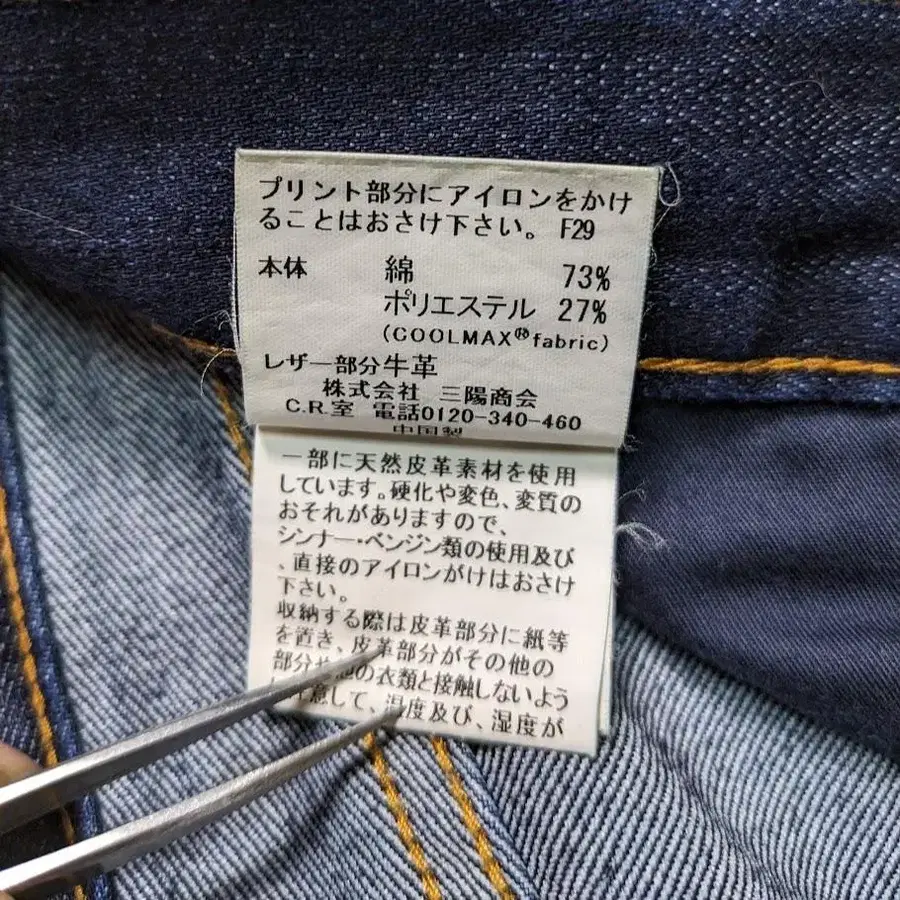 プリント部分にアイロンをかけ
ることはおさけ下さい。 F29
本体 綿 73%
ポリエステル 27%
(COOLMAX®fabric)
レザー部分牛革
株式会社 三陽商会
C.R.室 電話0120-340-460
中国製
一部に天然皮革素材を使用
しています。硬化や変色、変質の
おそれがありますので、
シンナー・ベンジン類の使用及び
、直接のアイロンがけはおさけ
下さい。
収納する際は皮革部分に紙等
を置き、皮革部分がその他の
部分や他の衣類と接触しないよう
に注意して、温度及び、湿度が